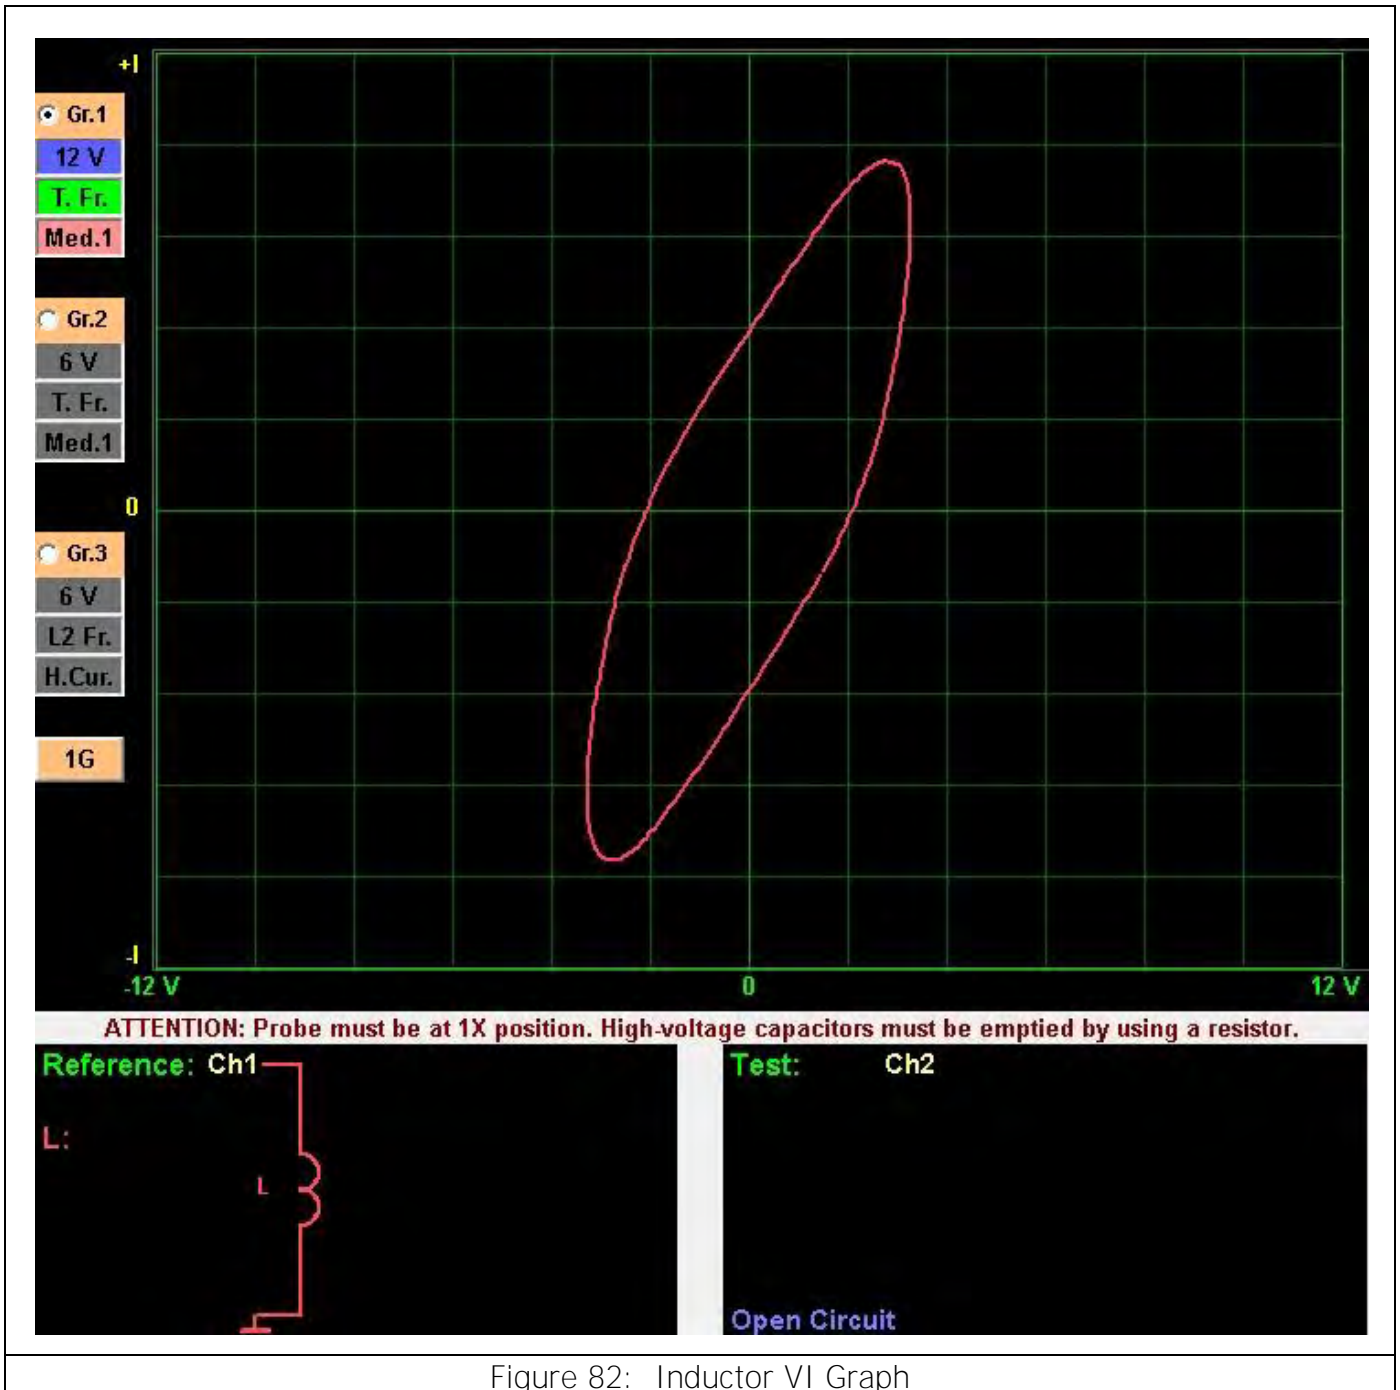 +I
Gr.1
12 V
T. Fr.
Med.1
Gr.2
6 V
T. Fr.
Med.1
0
Gr.3
6 V
L2 Fr.
H.Cur.
1G
-I
-12 V 0 12 V
ATTENTION: Probe must be at 1X position. High-voltage capacitors must be emptied by using a resistor.
Reference: Ch1
L:
L
Test: Ch2
Open Circuit
Figure 82: Inductor VI Graph